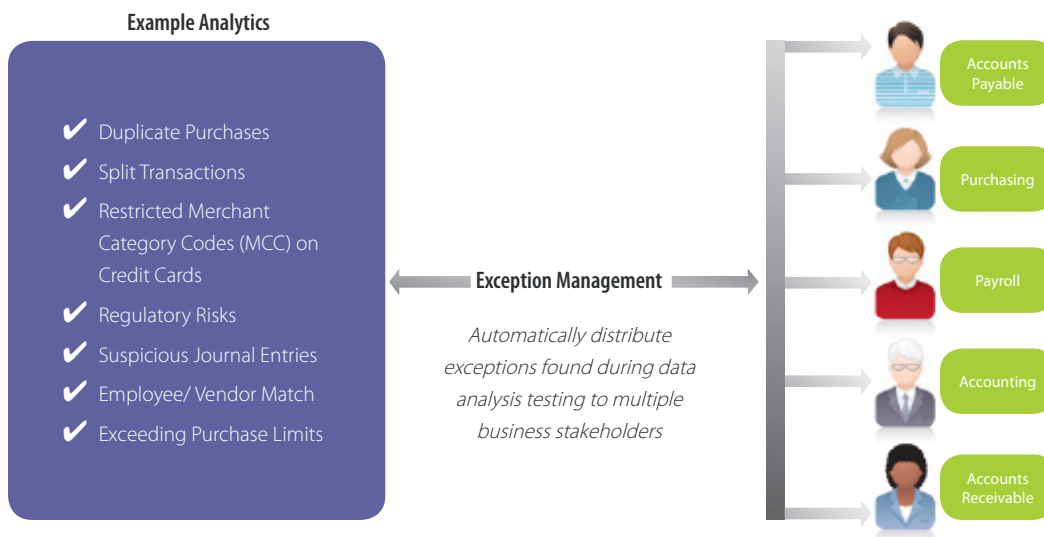 Example Analytics
✔ Duplicate Purchases
✔ Split Transactions
✔ Restricted Merchant
Category Codes (MCC) on
Credit Cards
✔ Regulatory Risks
✔ Suspicious Journal Entries
✔ Employee/ Vendor Match
✔ Exceeding Purchase Limits
Exception Management
Automatically distribute
exceptions found during data
analysis testing to multiple
business stakeholders
Accounts
Payable
Purchasing
Payroll
Accounting
Accounts
Receivable